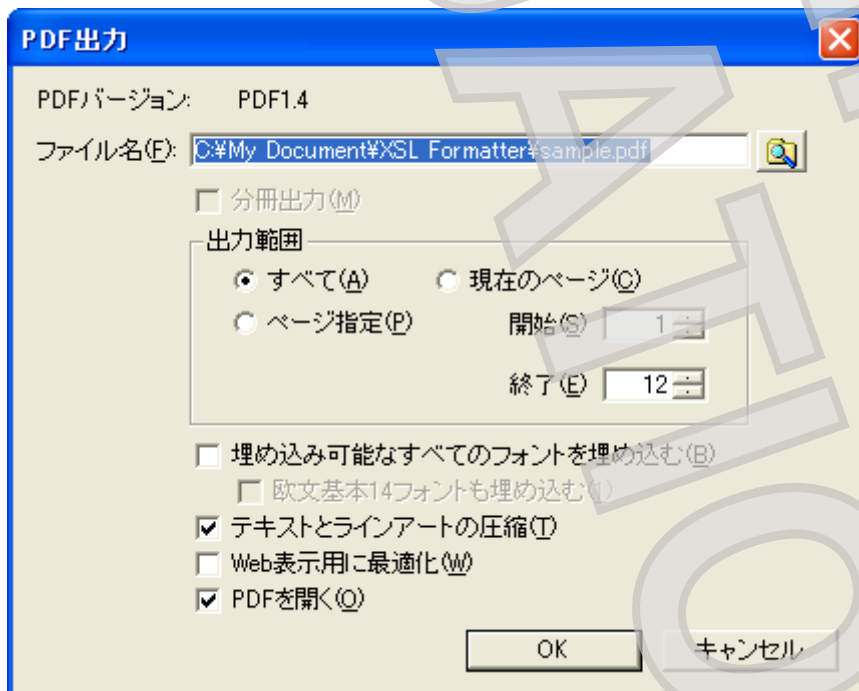 PDF出力
PDFバージョン: PDF1.4
ファイル名(F): C:¥My Document¥XSL Formatter¥sample.pdf
分冊出力(M)
出力範囲
すべて(A) 現在のページ(C)
ページ指定(P) 開始(S) 1
終了(E) 12
埋め込み可能なすべてのフォントを埋め込む(B)
欧文基本14フォントも埋め込む(I)
テキストとラインアートの圧縮(T)
Web表示用に最適化(W)
PDFを開く(O)
OK キャンセル